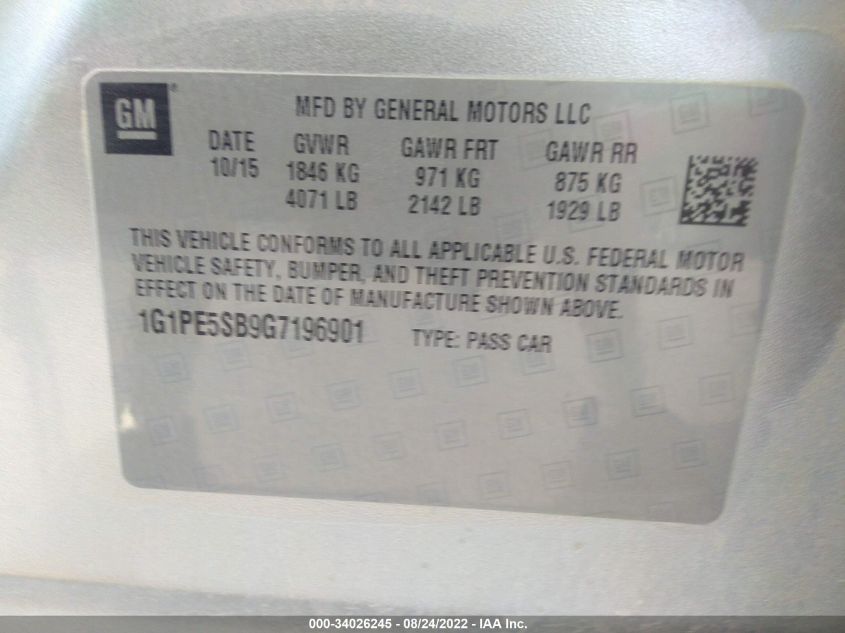 GM
MFD BY GENERAL MOTORS LLC
DATE GVWR GAWR FRT GAWR RR
10/15 1846 KG 971 KG 875 KG
4071 LB 2142 LB 1929 LB
THIS VEHICLE CONFORMS TO ALL APPLICABLE U.S. FEDERAL MOTOR
VEHICLE SAFETY, BUMPER, AND THEFT PREVENTION STANDARDS IN
EFFECT ON THE DATE OF MANUFACTURE SHOWN ABOVE.
1G1PE5SB9G7196901 TYPE: PASS CAR
000-34026245 - 08/24/2022 - IAA Inc.